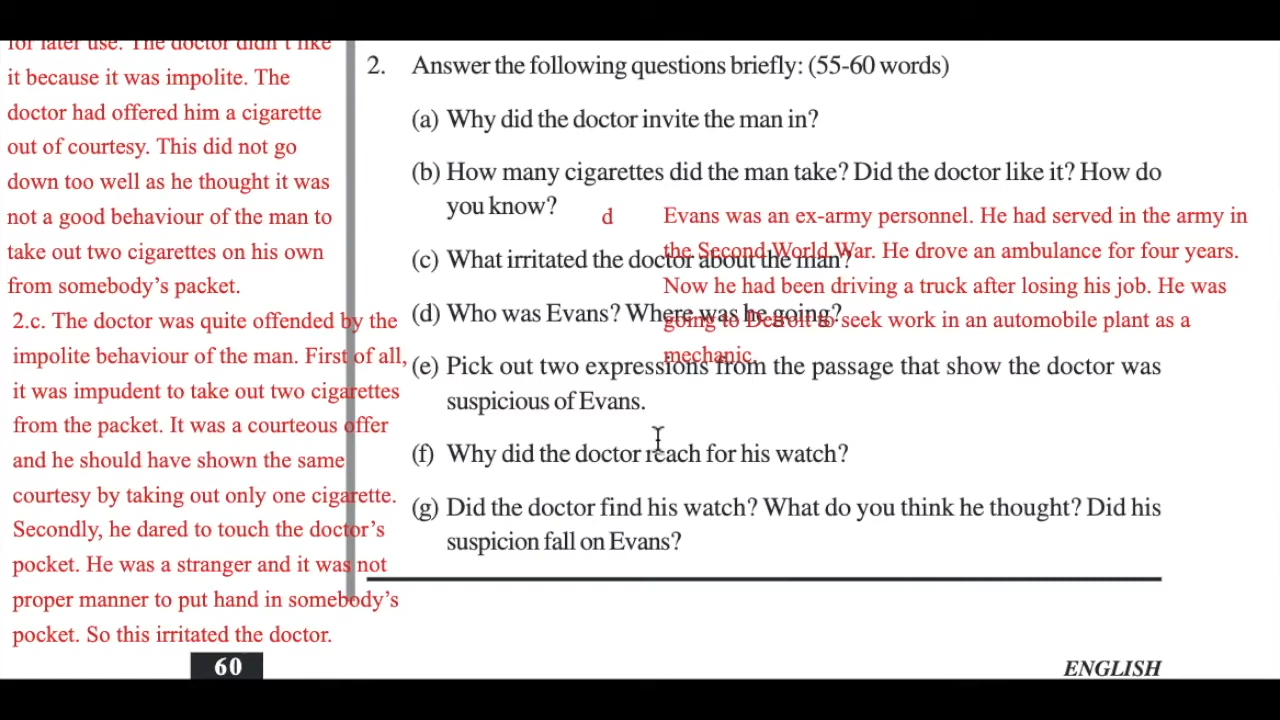 for later use. The doctor didn't like
it because it was impolite. The
doctor had offered him a cigarette
out of courtesy. This did not go
down too well as he thought it was
not a good behaviour of the man to
take out two cigarettes on his own
from somebody's packet.
2.c. The doctor was quite offended by the
impolite behaviour of the man. First of all,
it was impudent to take out two cigarettes
from the packet. It was a courteous offer
and he should have shown the same
courtesy by taking out only one cigarette.
Secondly, he dared to touch the doctor's
pocket. He was a stranger and it was not
proper manner to put hand in somebody's
pocket. So this irritated the doctor.
2. Answer the following questions briefly: (55-60 words)
(a) Why did the doctor invite the man in?
(b) How many cigarettes did the man take? Did the doctor like it? How do
you know?
(c) What irritated the doctor about the man?
(d) Who was Evans? Where was he going?
(e) Pick out two expressions from the passage that show the doctor was
suspicious of Evans.
(f) Why did the doctor reach for his watch?
(g) Did the doctor find his watch? What do you think he thought? Did his
suspicion fall on Evans?
d Evans was an ex-army personnel. He had served in the army in
the Second World War. He drove an ambulance for four years.
Now he had been driving a truck after losing his job. He was
going to Detroit to seek work in an automobile plant as a
mechanic.
60
ENGLISH